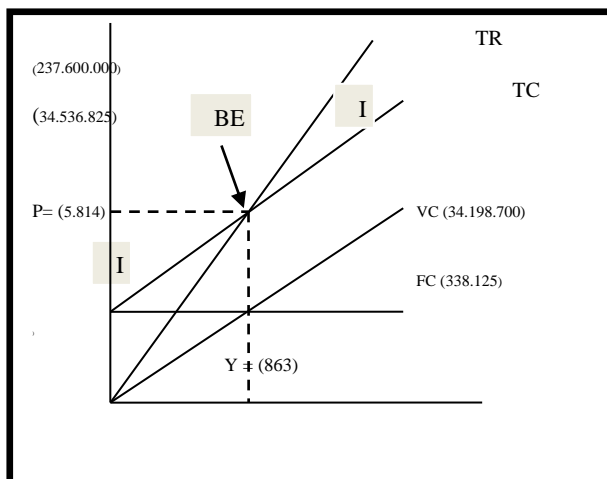 TR
(237.600.000)
TC
(34.536.825)
BE
I
P= (5.814)
VC (34.198.700)
I
FC (338.125)
Y = (863)